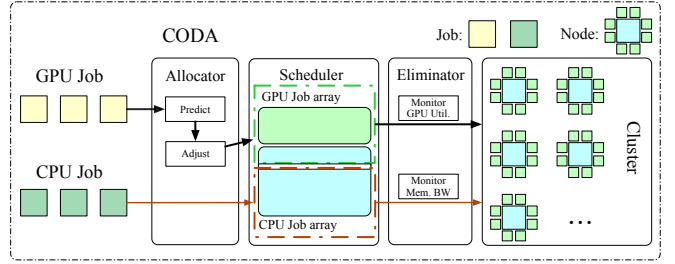 CODA
Job:
Node:
GPU Job
Allocator
Scheduler
Eliminator
GPU Job array
Predict
Monitor
GPU Util.
Adjust
Cluster
CPU Job
Monitor
Mem. BW
CPU Job array
...